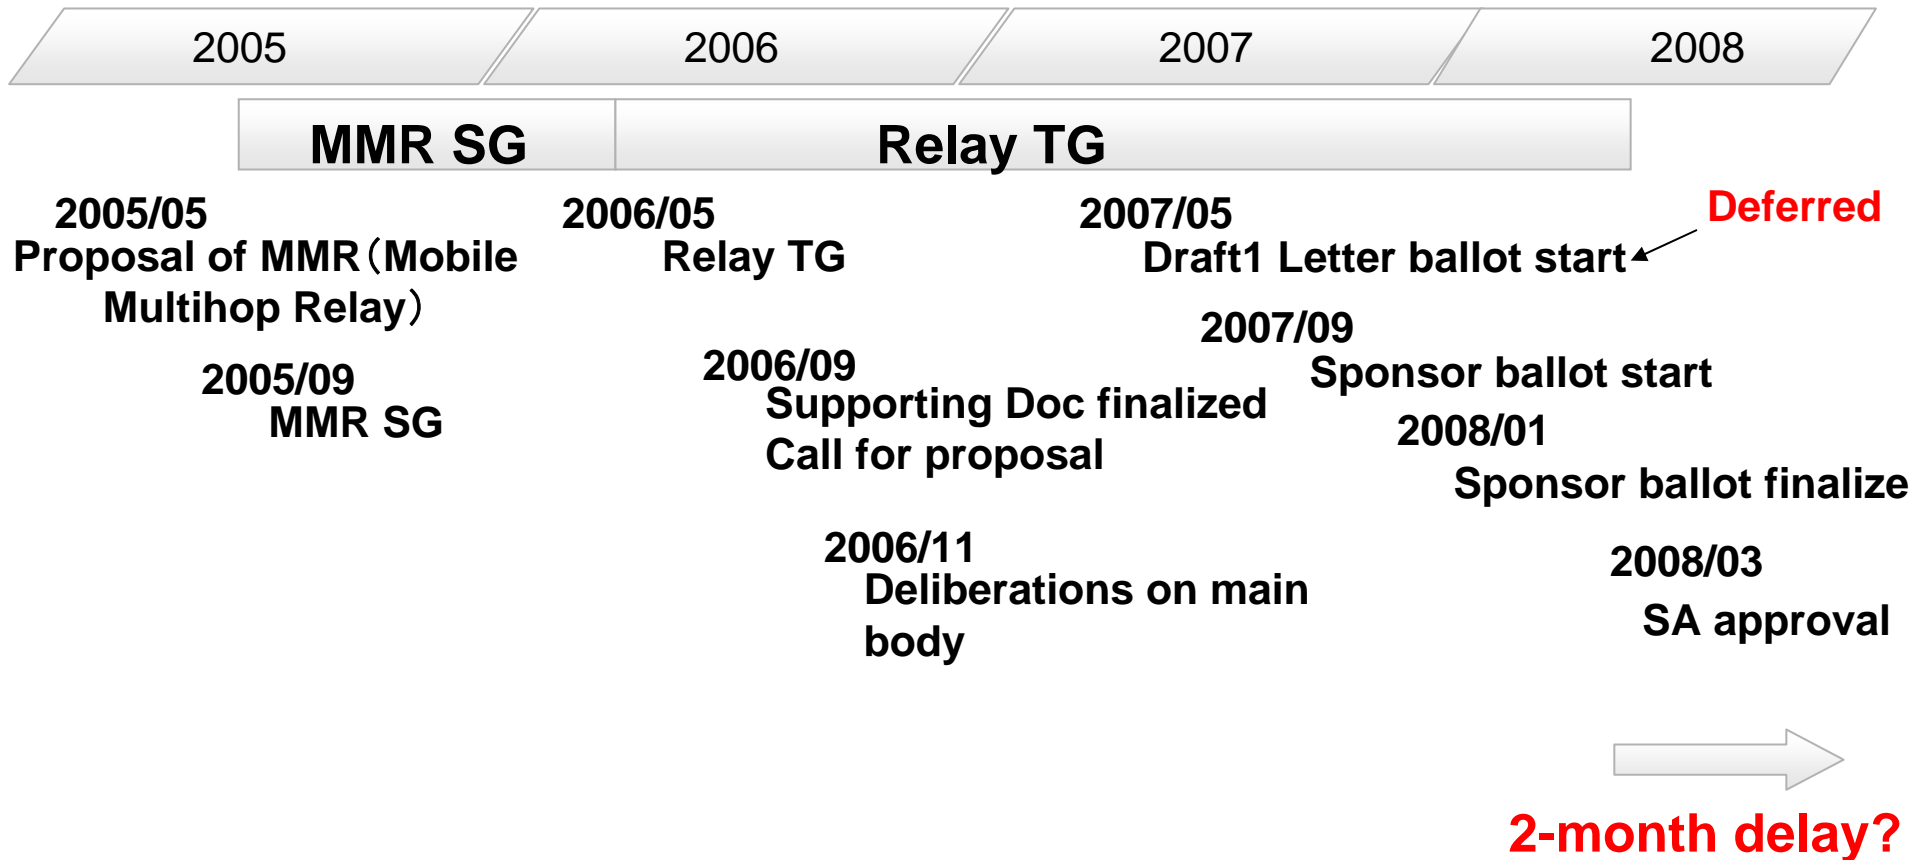 2005
2006
2007
2008
MMR SG
Relay TG
2005/05
Proposal of MMR（Mobile
Multihop Relay）
2005/09
MMR SG
2006/05
Relay TG
2006/09
Supporting Doc finalized
Call for proposal
2006/11
Deliberations on main
body
2007/05
Draft1 Letter ballot start
Deferred
2007/09
Sponsor ballot start
2008/01
Sponsor ballot finalize
2008/03
SA approval
2-month delay?